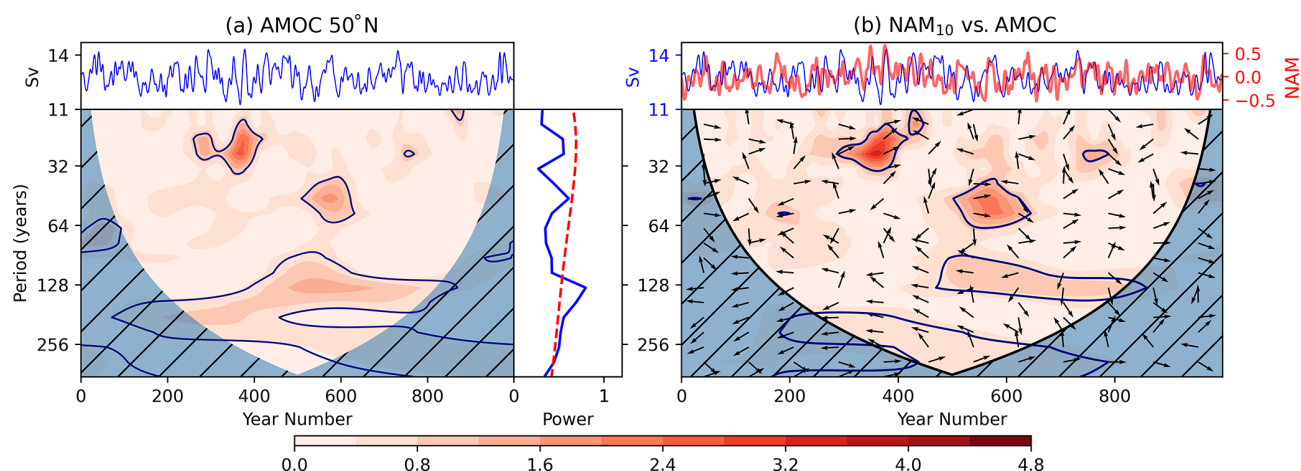 (a) AMOC 50°N
(b) NAM₁₀ vs. AMOC
Sv
14
Sv
14
0.5
0.0
−0.5
NAM
Period (years)
11
32
64
128
256
11
32
64
128
256
0 200 400 600 800 0
0 1
0 200 400 600 800
Year Number
Power
Year Number
0.0 0.8 1.6 2.4 3.2 4.0 4.8